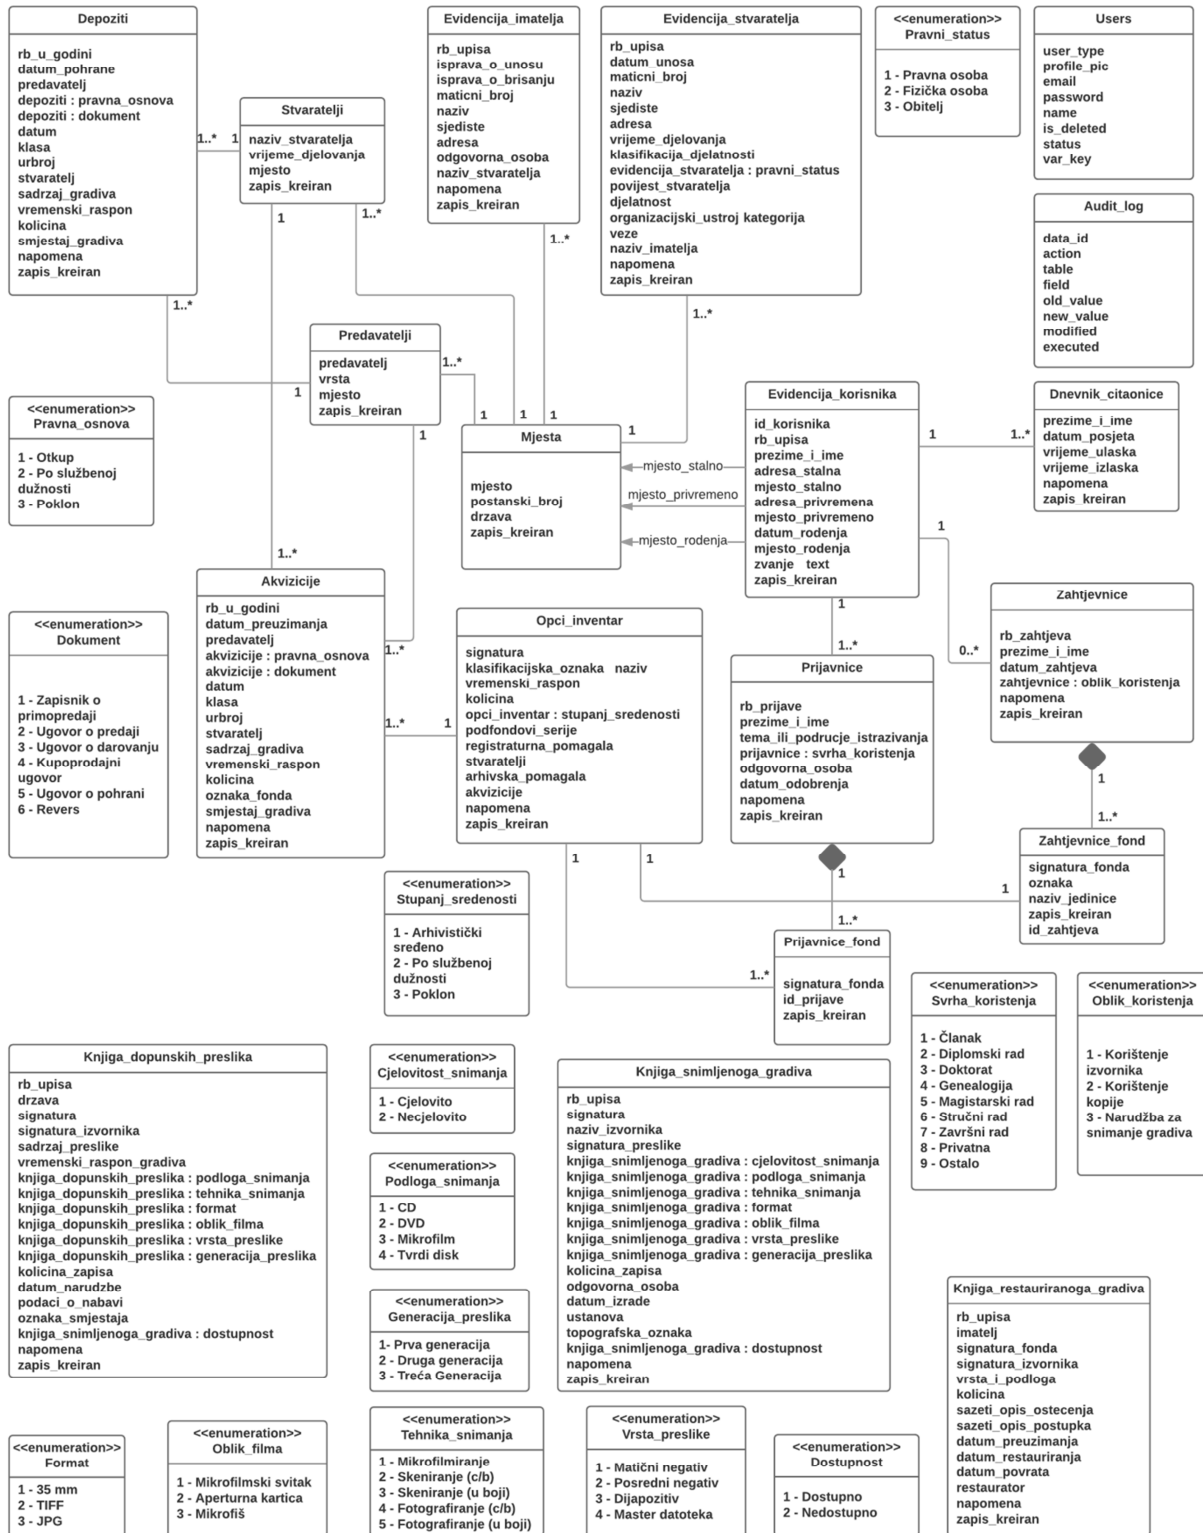 Depoziti
rb_u_godini
datum_pohrane
predavatelj
depoziti : pravna_osnova
depoziti : dokument
datum
klasa
urbroj
stvaratelj
sadrzaj_gradiva
vremenski_raspon
kolicina
smjestaj_gradiva
napomena
zapis_kreiran
1..*
1
1..*
Stvaratelji
naziv_stvaratelja
vrijeme_djelovanja
mjesto
zapis_kreiran
1
1..*
Evidencija_imatelja
rb_upisa
isprava_o_unosu
isprava_o_brisanju
maticni_broj
naziv
sjediste
adresa
odgovorna_osoba
naziv_stvaratelja
napomena
zapis_kreiran
1..*
Evidencija_stvaratelja
rb_upisa
datum_unosa
maticni_broj
naziv
sjediste
adresa
vrijeme_djelovanja
klasifikacija_djelatnosti
evidencija_stvaratelja : pravni_status
povijest_stvaratelja
djelatnost
organizacijski_ustroj kategorija
veze
naziv_imatelja
napomena
zapis_kreiran
1..*
<<enumeration>>
Pravni_status
1 - Pravna osoba
2 - Fizička osoba
3 - Obitelj
Users
user_type
profile_pic
email
password
name
is_deleted
status
var_key
Audit_log
data_id
action
table
field
old_value
new_value
modified
executed
Predavatelji
predavatelj
vrsta
mjesto
zapis_kreiran
1..*
1
1
1
1
1
1
<<enumeration>>
Pravna_osnova
1 - Otkup
2 - Po službenoj
dužnosti
3 - Poklon
Mjesta
mjesto
postanski_broj
drzava
zapis_kreiran
mjesto_stalno
mjesto_privremeno
mjesto_rodenja
Evidencija_korisnika
id_korisnika
rb_upisa
prezime_i_ime
adresa_stalna
mjesto_stalno
adresa_privremena
mjesto_privremeno
datum_rodenja
mjesto_rodenja
zvanje text
zapis_kreiran
1
1..*
1
0..*
1
1..*
Dnevnik_citaonice
prezime_i_ime
datum_posjeta
vrijeme_ulaska
vrijeme_izlaska
napomena
zapis_kreiran
<<enumeration>>
Dokument
1 - Zapisnik o
primopredaji
2 - Ugovor o predaji
3 - Ugovor o darovanju
4 - Kupoprodajni
ugovor
5 - Ugovor o pohrani
6 - Revers
1..*
Akvizicije
rb_u_godini
datum_preuzimanja
predavatelj
akvizicije : pravna_osnova
akvizicije : dokument
datum
klasa
urbroj
stvaratelj
sadrzaj_gradiva
vremenski_raspon
kolicina
oznaka_fonda
smjestaj_gradiva
napomena
zapis_kreiran
1..*
1..*
1
Opci_inventar
signatura
klasifikacijska_oznaka naziv
vremenski_raspon
kolicina
opci_inventar : stupanj_sredenosti
podfondovi_serije
registraturna_pomagala
stvaratelji
arhivska_pomagala
akvizicije
napomena
zapis_kreiran
1
1
Prijavnice
rb_prijave
prezime_i_ime
tema_ili_podrucje_istrazivanja
prijavnice : svrha_koristenja
odgovorna_osoba
datum_odobrenja
napomena
zapis_kreiran
1
1..*
Zahtjevnice
rb_zahtjeva
prezime_i_ime
datum_zahtjeva
zahtjevnice : oblik_koristenja
napomena
zapis_kreiran
1
1..*
Zahtjevnice_fond
signatura_fonda
oznaka
naziv_jedinice
zapis_kreiran
id_zahtjeva
1
<<enumeration>>
Stupanj_sredenosti
1 - Arhivistički
sređeno
2 - Po službenoj
dužnosti
3 - Poklon
1..*
Prijavnice_fond
signatura_fonda
id_prijave
zapis_kreiran
<<enumeration>>
Svrha_koristenja
1 - Članak
2 - Diplomski rad
3 - Doktorat
4 - Genealogija
5 - Magistarski rad
6 - Stručni rad
7 - Završni rad
8 - Privatna
9 - Ostalo
<<enumeration>>
Oblik_koristenja
1 - Korištenje
izvornika
2 - Korištenje
kopije
3 - Narudžba za
snimanje gradiva
Knjiga_dopunskih_preslika
rb_upisa
drzava
signatura
signatura_izvornika
sadrzaj_preslike
vremenski_raspon_gradiva
knjiga_dopunskih_preslika : podloga_snimanja
knjiga_dopunskih_preslika : tehnika_snimanja
knjiga_dopunskih_preslika : format
knjiga_dopunskih_preslika : oblik_filma
knjiga_dopunskih_preslika : vrsta_preslike
knjiga_dopunskih_preslika : generacija_preslika
kolicina_zapisa
datum_narudzbe
podaci_o_nabavi
oznaka_smjestaja
knjiga_snimljenoga_gradiva : dostupnost
napomena
zapis_kreiran
<<enumeration>>
Cjelovitost_snimanja
1 - Cjelovito
2 - Necjelovito
<<enumeration>>
Podloga_snimanja
1 - CD
2 - DVD
3 - Mikrofilm
4 - Tvrdi disk
<<enumeration>>
Generacija_preslika
1- Prva generacija
2 - Druga generacija
3 - Treća Generacija
Knjiga_snimljenoga_gradiva
rb_upisa
signatura
naziv_izvornika
signatura_preslike
knjiga_snimljenoga_gradiva : cjelovitost_snimanja
knjiga_snimljenoga_gradiva : podloga_snimanja
knjiga_snimljenoga_gradiva : tehnika_snimanja
knjiga_snimljenoga_gradiva : format
knjiga_snimljenoga_gradiva : oblik_filma
knjiga_snimljenoga_gradiva : vrsta_preslike
knjiga_snimljenoga_gradiva : generacija_preslika
kolicina_zapisa
odgovorna_osoba
datum_izrade
ustanova
topografska_oznaka
knjiga_snimljenoga_gradiva : dostupnost
napomena
zapis_kreiran
Knjiga_restauriranoga_gradiva
rb_upisa
imatelj
signatura_fonda
signatura_izvornika
vrsta_i_podloga
kolicina
sazeti_opis_ostecenja
sazeti_opis_postupka
datum_preuzimanja
datum_restauriranja
datum_povrata
restaurator
napomena
zapis_kreiran
<<enumeration>>
Format
1 - 35 mm
2 - TIFF
3 - JPG
<<enumeration>>
Oblik_filma
1 - Mikrofilmski svitak
2 - Aperturna kartica
3 - Mikrofiš
<<enumeration>>
Tehnika_snimanja
1 - Mikrofilmiranje
2 - Skeniranje (c/b)
3 - Skeniranje (u boji)
4 - Fotografiranje (c/b)
5 - Fotografiranje (u boji)
<<enumeration>>
Vrsta_preslike
1 - Matični negativ
2 - Posredni negativ
3 - Dijapozitiv
4 - Master datoteka
<<enumeration>>
Dostupnost
1 - Dostupno
2 - Nedostupno